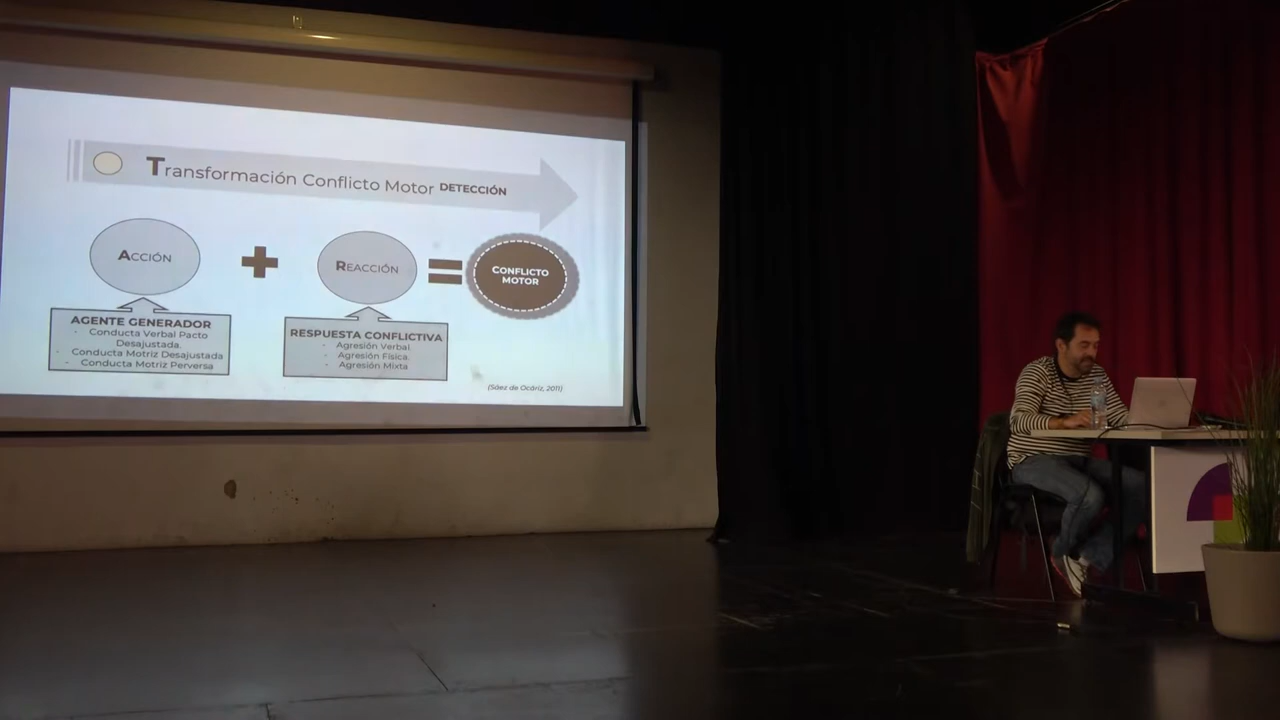 Transformación Conflicto Motor DETECCIÓN
ACCIÓN
REACCIÓN
CONFLICTO
MOTOR
AGENTE GENERADOR
- Conducta Verbal Pacto
Desajustada.
- Conducta Motriz Desajustada
- Conducta Motriz Perversa
RESPUESTA CONFLICTIVA
- Agresión Verbal.
- Agresión Física.
- Agresión Mixta
(Sáez de Ocáriz, 2011)